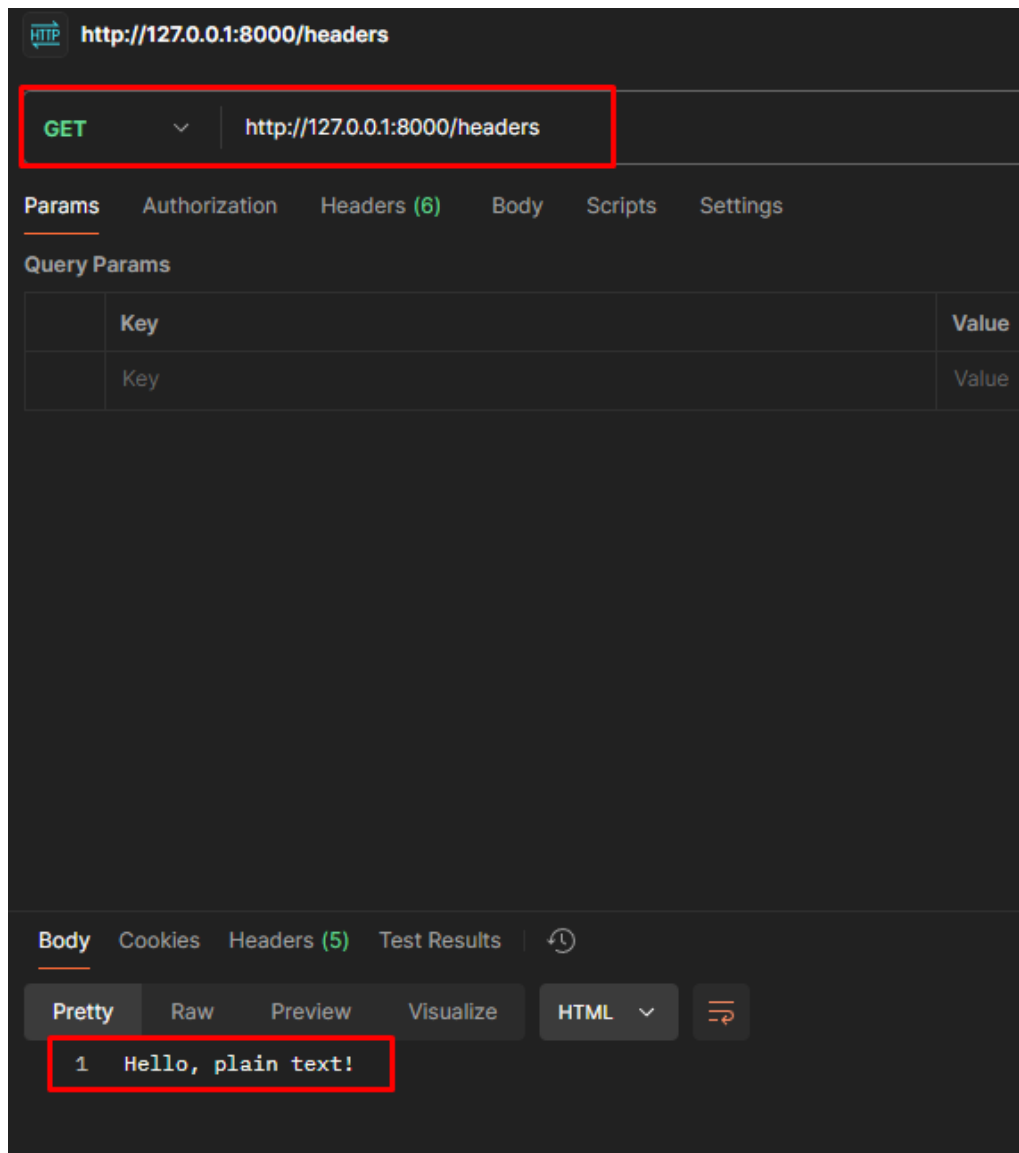 HTTP http://127.0.0.1:8000/headers
GET http://127.0.0.1:8000/headers
Params Authorization Headers (6) Body Scripts Settings
Query Params
Key Value
Key Value
Body Cookies Headers (5) Test Results
Pretty Raw Preview Visualize HTML
1 Hello, plain text!